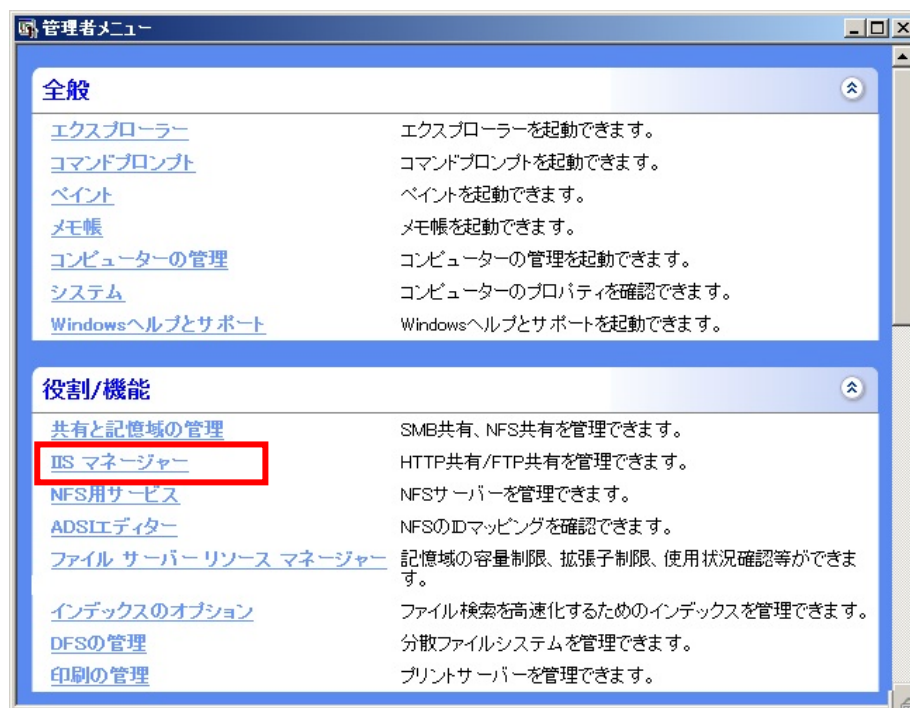 管理者メニュー
全般
エクスプローラー エクスプローラーを起動できます。
コマンドプロンプト コマンドプロンプトを起動できます。
ペイント ペイントを起動できます。
メモ帳 メモ帳を起動できます。
コンピューターの管理 コンピューターの管理を起動できます。
システム コンピューターのプロパティを確認できます。
Windowsヘルプとサポート Windowsヘルプとサポートを起動できます。
役割/機能
共有と記憶域の管理 SMB共有、NFS共有を管理できます。
IIS マネージャー HTTP共有/FTP共有を管理できます。
NFS用サービス NFSサーバーを管理できます。
ADSIエディター NFSのIDマッピングを確認できます。
ファイル サーバー リソース マネージャー 記憶域の容量制限、拡張子制限、使用状況確認等ができま
す。
インデックスのオプション ファイル検索を高速化するためのインデックスを管理できます。
DFSの管理 分散ファイルシステムを管理できます。
印刷の管理 プリントサーバーを管理できます。